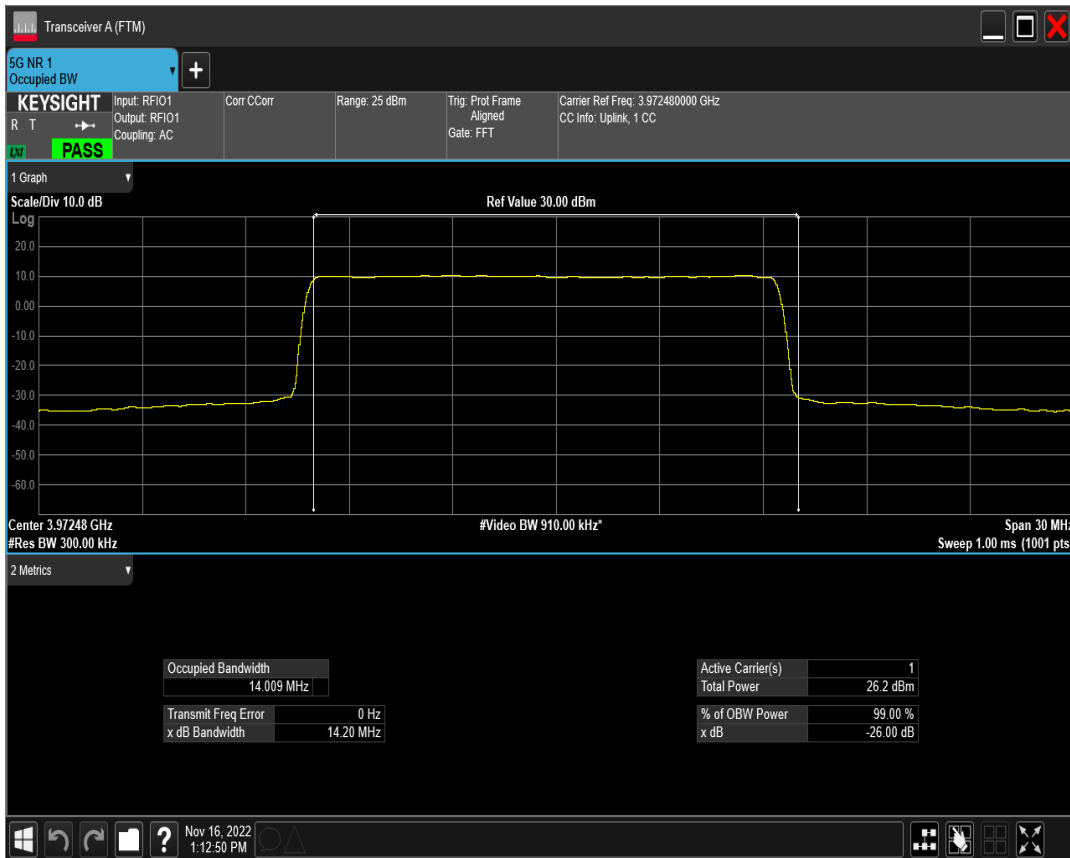 Transceiver A (FTM)
5G NR 1
Occupied BW
+
KEYSIGHT
R T
LXI
PASS
Input: RFIO1
Output: RFIO1
Coupling: AC
Corr CCorr
Range: 25 dBm
Trig: Prot Frame
Aligned
Gate: FFT
Carrier Ref Freq: 3.972480000 GHz
CC Info: Uplink, 1 CC
1 Graph
Scale/Div 10.0 dB
Ref Value 30.00 dBm
Log
20.0
10.0
0.00
-10.0
-20.0
-30.0
-40.0
-50.0
-60.0
Center 3.97248 GHz
#Video BW 910.00 kHz*
Span 30 MHz
#Res BW 300.00 kHz
Sweep 1.00 ms (1001 pts
2 Metrics
Occupied Bandwidth
14.009 MHz
Transmit Freq Error 0 Hz
x dB Bandwidth 14.20 MHz
Active Carrier(s) 1
Total Power 26.2 dBm
% of OBW Power 99.00 %
x dB -26.00 dB
?
Nov 16, 2022
1:12:50 PM